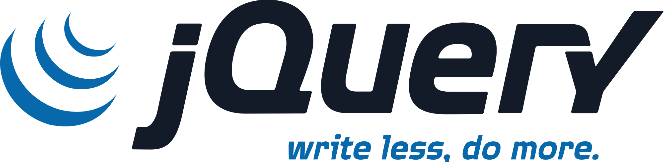 jQuery
write less, do more.